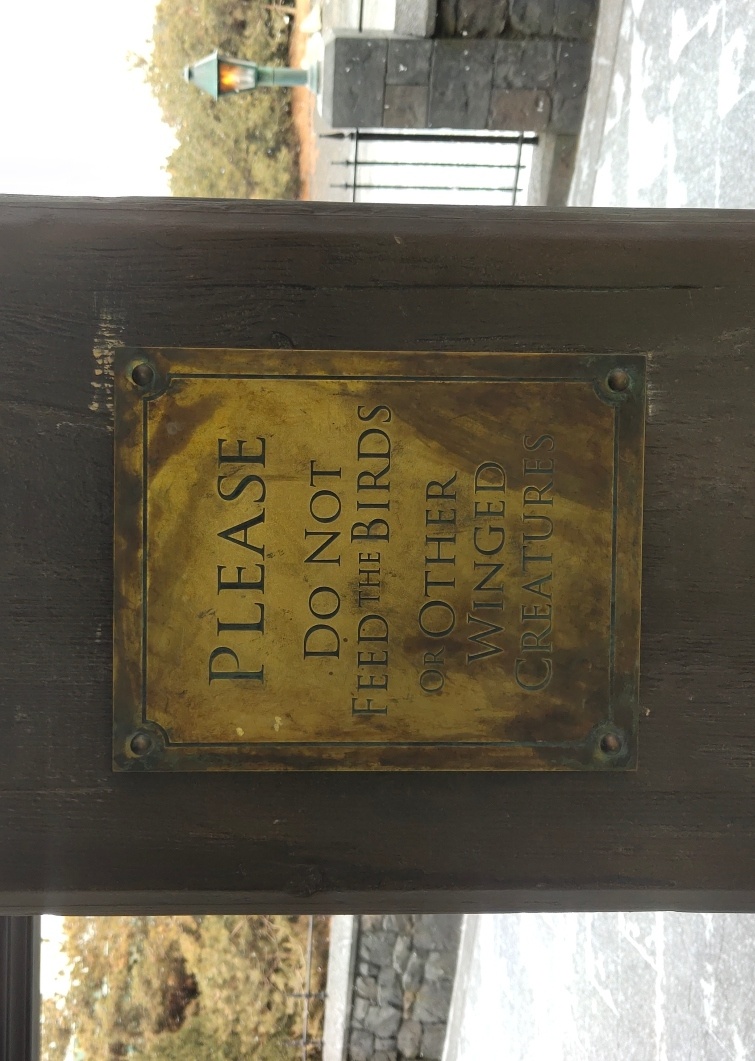 PLEASE
DO NOT
FEED THE BIRDS
OR OTHER
WINGED
CREATURES